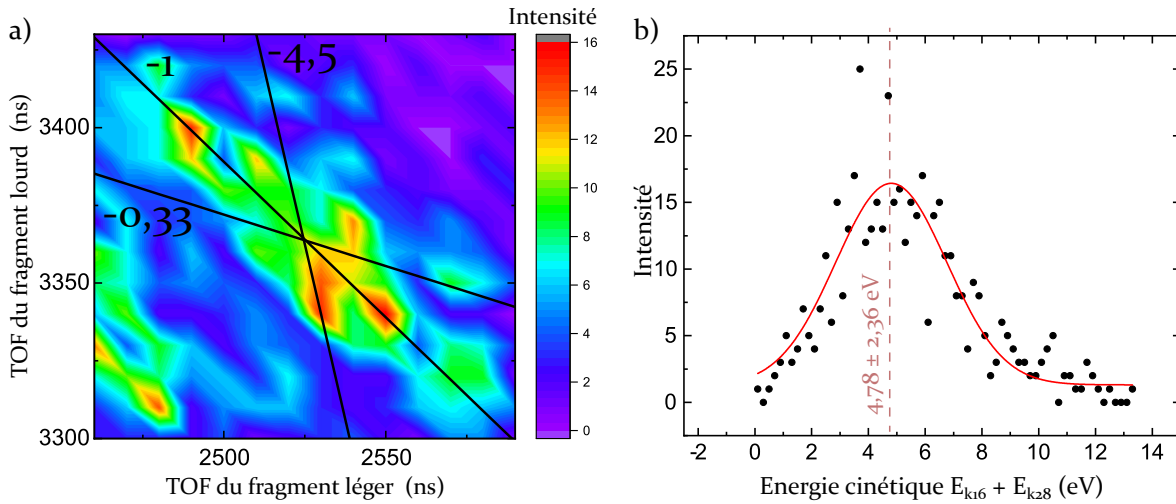 a)
Intensité
TOF du fragment lourd (ns)
3400
3350
3300
2500
2550
TOF du fragment léger (ns)
-1
-4,5
-0,33
16
14
12
10
8
6
4
2
0
b)
Intensité
25
20
15
10
5
0
4,78 ± 2,36 eV
-2 0 2 4 6 8 10 12 14
Energie cinétique Ek16 + Ek28 (eV)